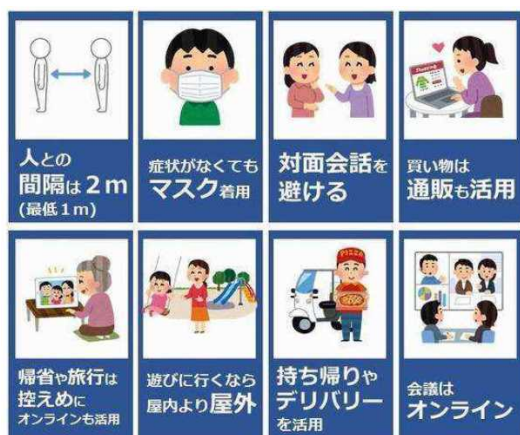 人との
間隔は２ｍ
(最低１ｍ)
症状がなくても
マスク着用
対面会話を
避ける
買い物は
通販も活用
帰省や旅行は
控えめに
オンラインも活用
遊びに行くなら
屋内より屋外
PIZZA
持ち帰りや
デリバリー
を活用
会議は
オンライン